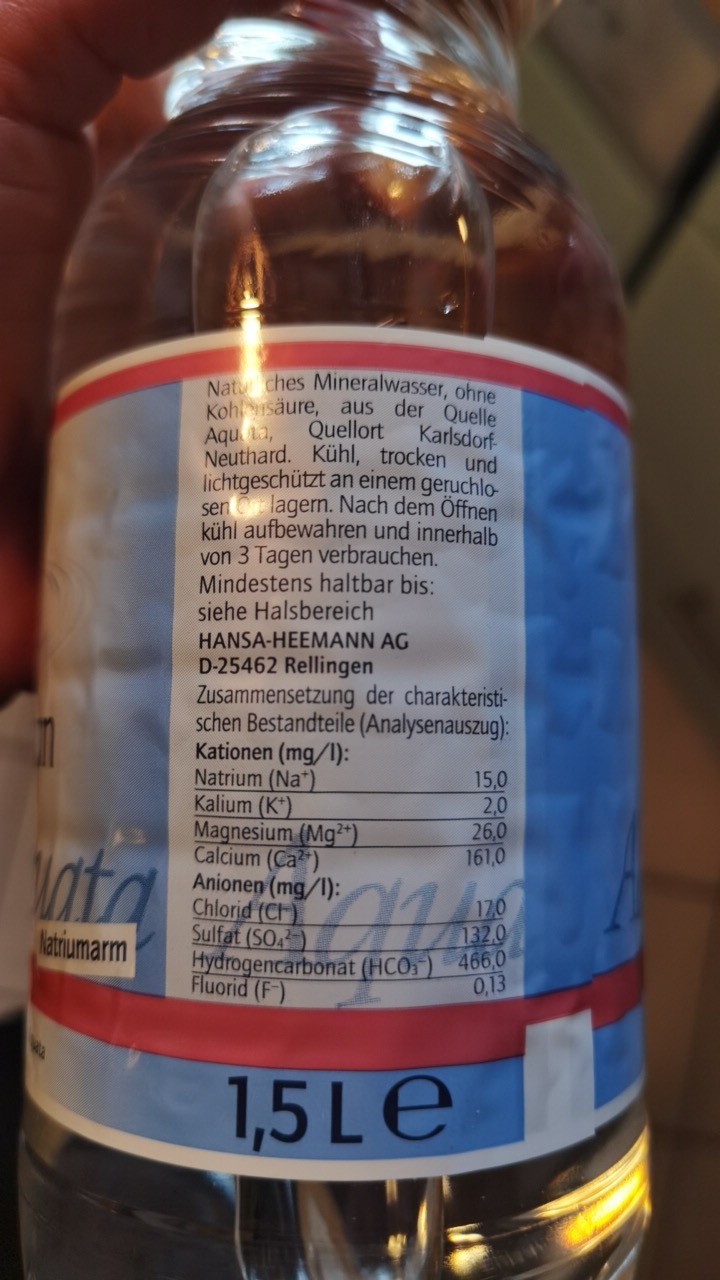 Natürliches Mineralwasser, ohne
Kohlensäure, aus der Quelle
Aquata, Quellort Karlsdorf-
Neuthard. Kühl, trocken und
lichtgeschützt an einem geruchlo-
sen Ort lagern. Nach dem Öffnen
kühl aufbewahren und innerhalb
von 3 Tagen verbrauchen.
Mindestens haltbar bis:
siehe Halsbereich
HANSA-HEEMANN AG
D-25462 Rellingen
Zusammensetzung der charakteristi-
schen Bestandteile (Analysenauszug):
Kationen (mg/l):
Natrium (Na⁺) 15,0
Kalium (K⁺) 2,0
Magnesium (Mg²⁺) 26,0
Calcium (Ca²⁺) 161,0
Anionen (mg/l):
Chlorid (Cl⁻) 17,0
Sulfat (SO₄²⁻) 132,0
Hydrogencarbonat (HCO₃⁻) 466,0
Fluorid (F⁻) 0,13
Natriumarm
1,5 L ℮